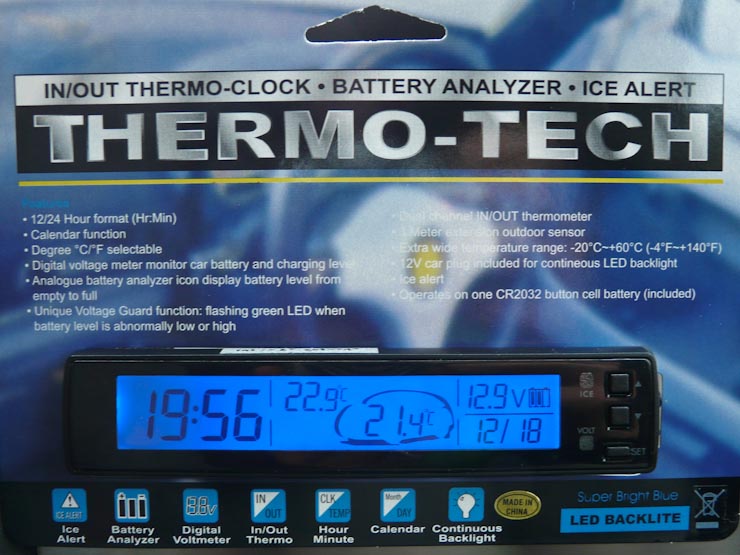 IN/OUT THERMO-CLOCK • BATTERY ANALYZER • ICE ALERT
THERMO-TECH
Features
• 12/24 Hour format (Hr:Min)
• Calendar function
• Degree °C/°F selectable
• Digital voltage meter monitor car battery and charging level
• Analogue battery analyzer icon display battery level from
empty to full
• Unique Voltage Guard function: flashing green LED when
battery level is abnormally low or high
• Dual channel IN/OUT thermometer
• 3 Meter extension outdoor sensor
• Extra wide temperature range: -20°C~+60°C (-4°F~+140°F)
• 12V car plug included for contineous LED backlight
• Ice alert
• Operates on one CR2032 button cell battery (included)
19:56
22.9°C
21.4°C
12.9V
12/18
ICE
VOLT
SET
ICE ALERT
8.8v
IN
OUT
CLK
TEMP
Month
DAY
MADE IN
CHINA
Ice
Alert
Battery
Analyzer
Digital
Voltmeter
In/Out
Thermo
Hour
Minute
Calendar
Continuous
Backlight
Super Bright Blue
LED BACKLITE